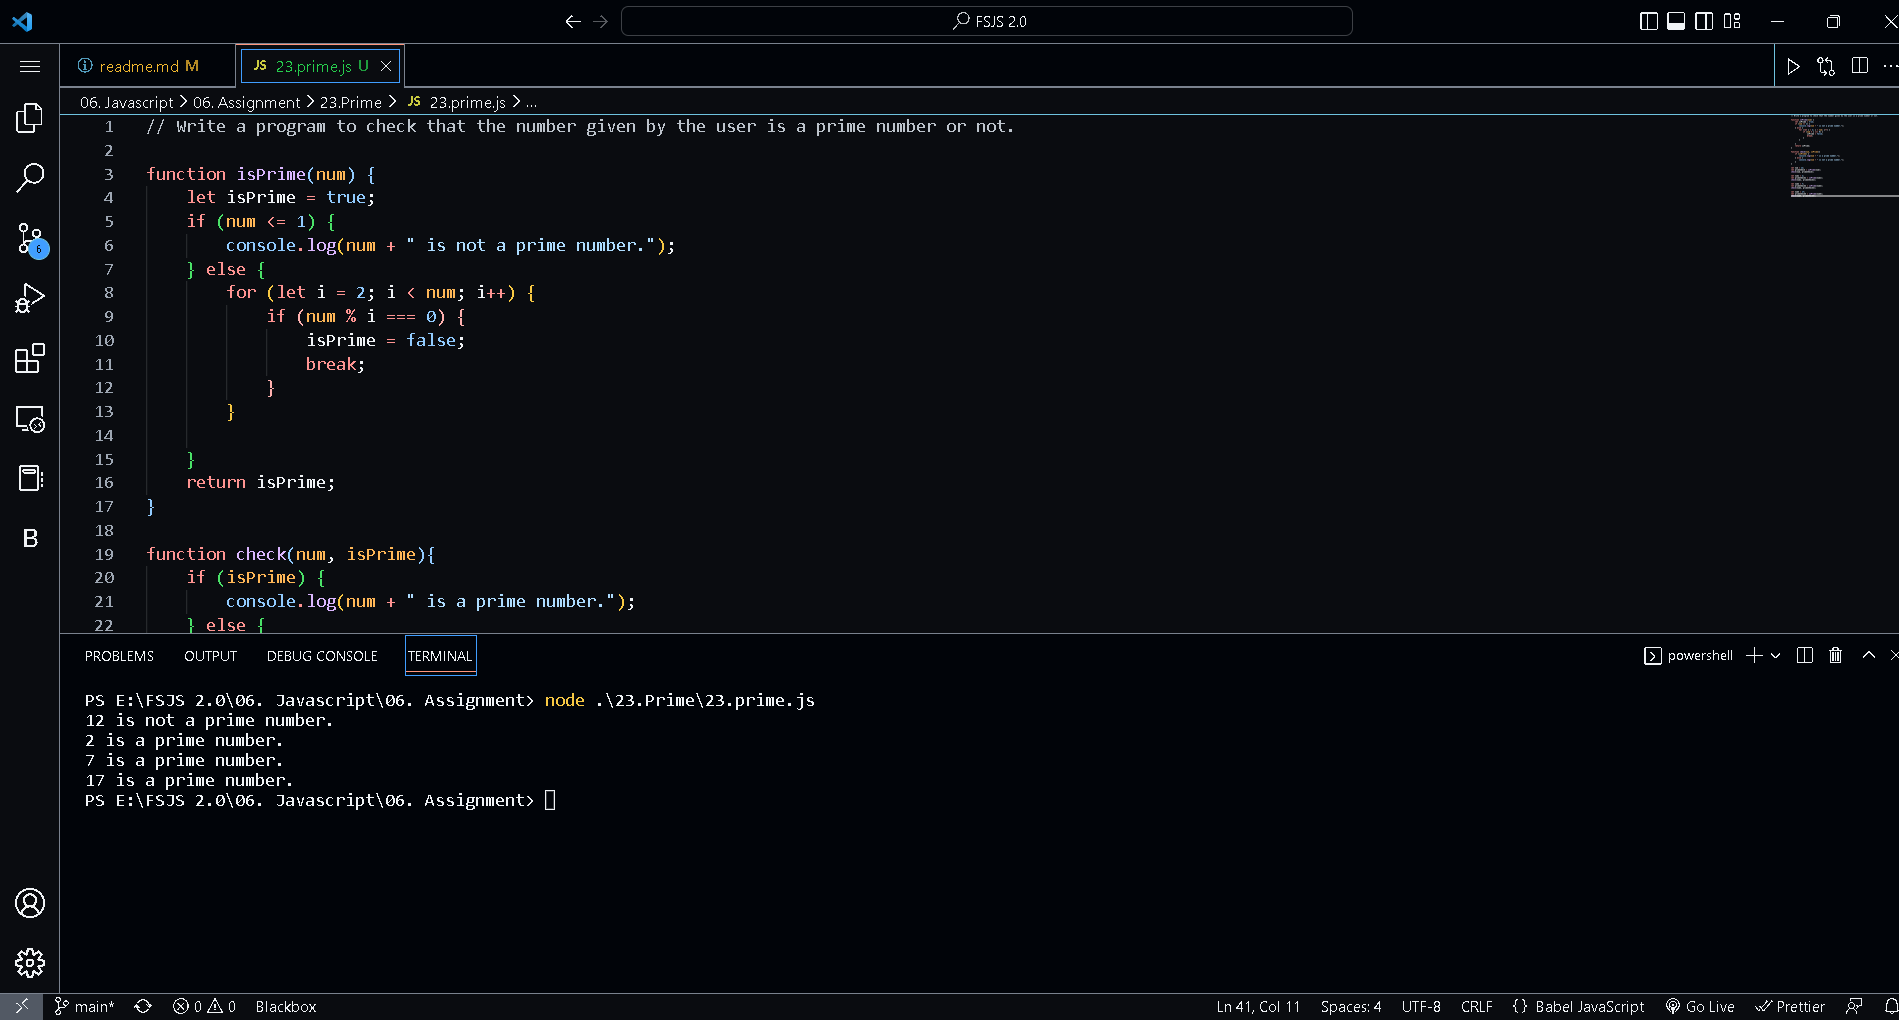 FSJS 2.0
readme.md M
JS 23.prime.js U
06. Javascript > 06. Assignment > 23.Prime > JS 23.prime.js > ...
1 // Write a program to check that the number given by the user is a prime number or not.
2
3 function isPrime(num) {
4 let isPrime = true;
5 if (num <= 1) {
6 console.log(num + " is not a prime number.");
7 } else {
8 for (let i = 2; i < num; i++) {
9 if (num % i === 0) {
10 isPrime = false;
11 break;
12 }
13 }
14
15 }
16 return isPrime;
17 }
18
19 function check(num, isPrime){
20 if (isPrime) {
21 console.log(num + " is a prime number.");
22 } else {
6
B
PROBLEMS OUTPUT DEBUG CONSOLE TERMINAL
powershell
PS E:\FSJS 2.0\06. Javascript\06. Assignment> node .\23.Prime\23.prime.js
12 is not a prime number.
2 is a prime number.
7 is a prime number.
17 is a prime number.
PS E:\FSJS 2.0\06. Javascript\06. Assignment>
main* 0 0 Blackbox Ln 41, Col 11 Spaces: 4 UTF-8 CRLF {} Babel JavaScript Go Live Prettier